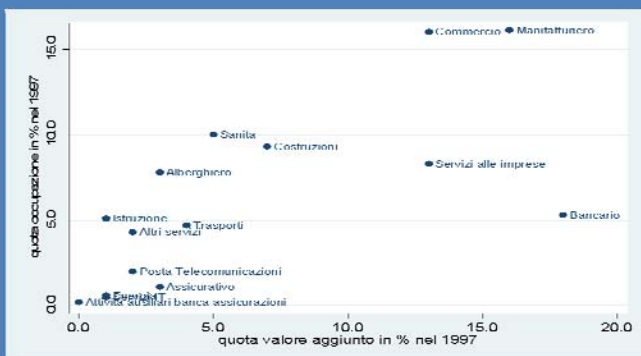 quota occupazione in % nel 1997
15.0
10.0
5.0
0.0
Commercio
Manifatturiero
Sanita
Costruzioni
Servizi alle imprese
Alberghiero
Bancario
Istruzione
Trasporti
Altri servizi
Posta Telecomunicazioni
Assicurativo
Energia
Attivita ausiliari banca assicurazioni
0.0 5.0 10.0 15.0 20.0
quota valore aggiunto in % nel 1997